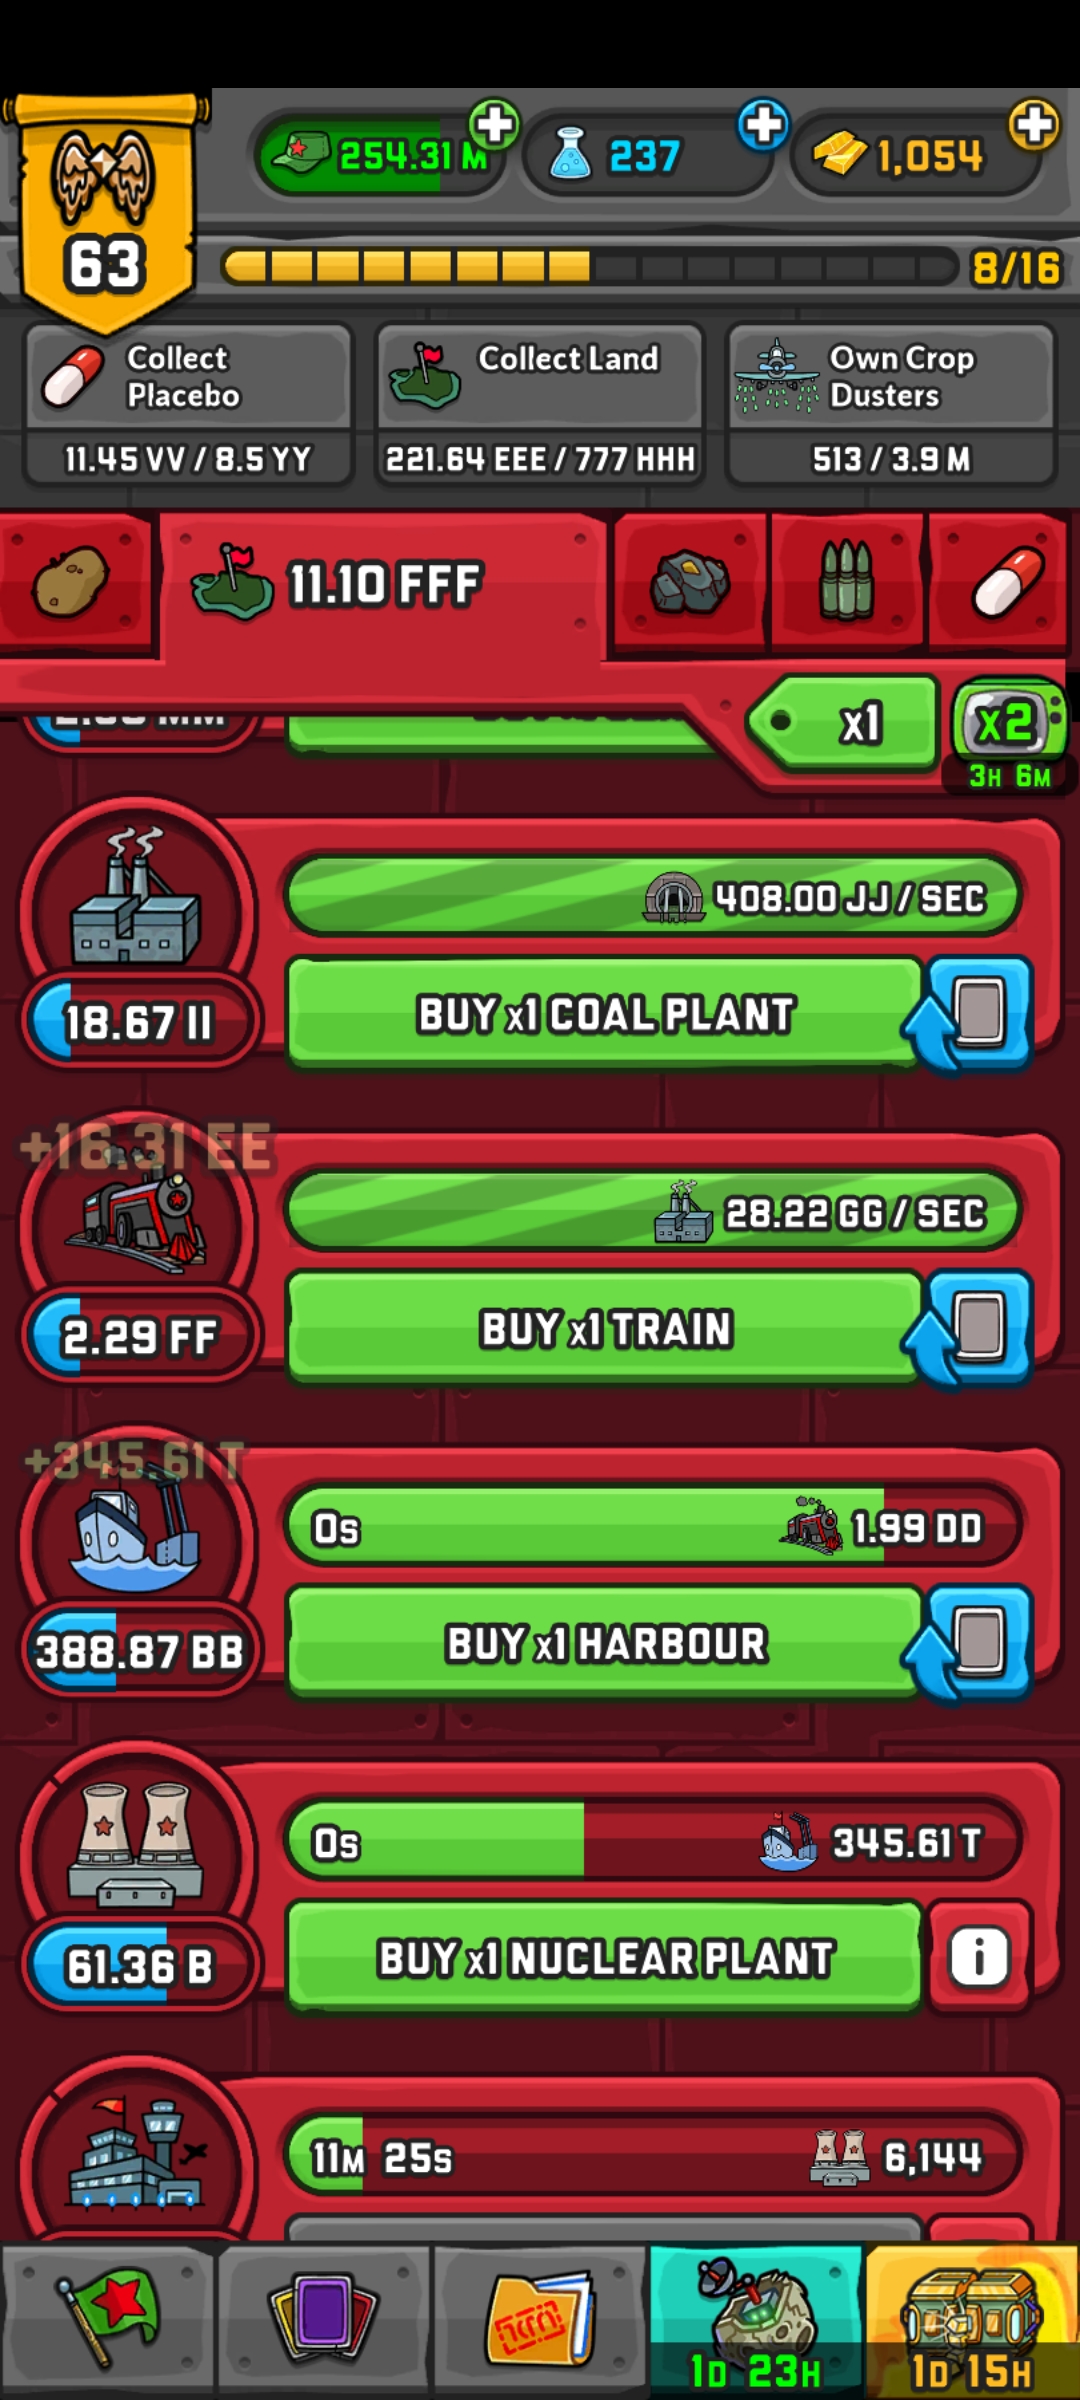 254.31 M
237
1,054
63
8/16
Collect
Placebo
11.45 VV / 8.5 YY
Collect Land
221.64 EEE / 777 HHH
Own Crop
Dusters
513 / 3.9 M
11.10 FFF
x1
x2
3H 6M
408.00 JJ / SEC
18.67 II
BUY x1 COAL PLANT
+16.31 EE
28.22 GG / SEC
2.29 FF
BUY x1 TRAIN
+345.61 T
0s
1.99 DD
388.87 BB
BUY x1 HARBOUR
0s
345.61 T
61.36 B
BUY x1 NUCLEAR PLANT
i
11M 25s
6,144
1D 23H
1D 15H